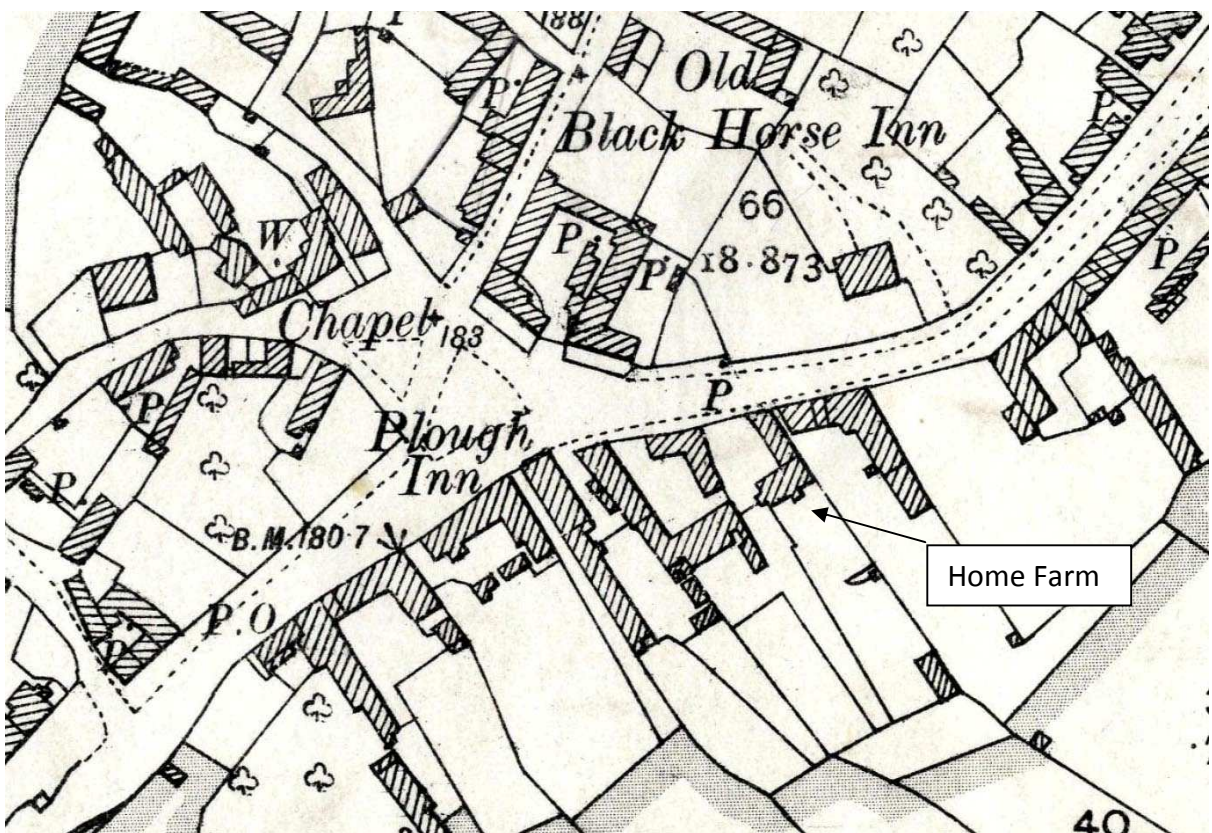 188
P
P.
Old
Black Horse Inn
P.
66
18.873
P.
P.
P
W.
Chapel
183
P
P
Plough
Inn
P.
B.M.180.7
Home Farm
P.O
P.
40